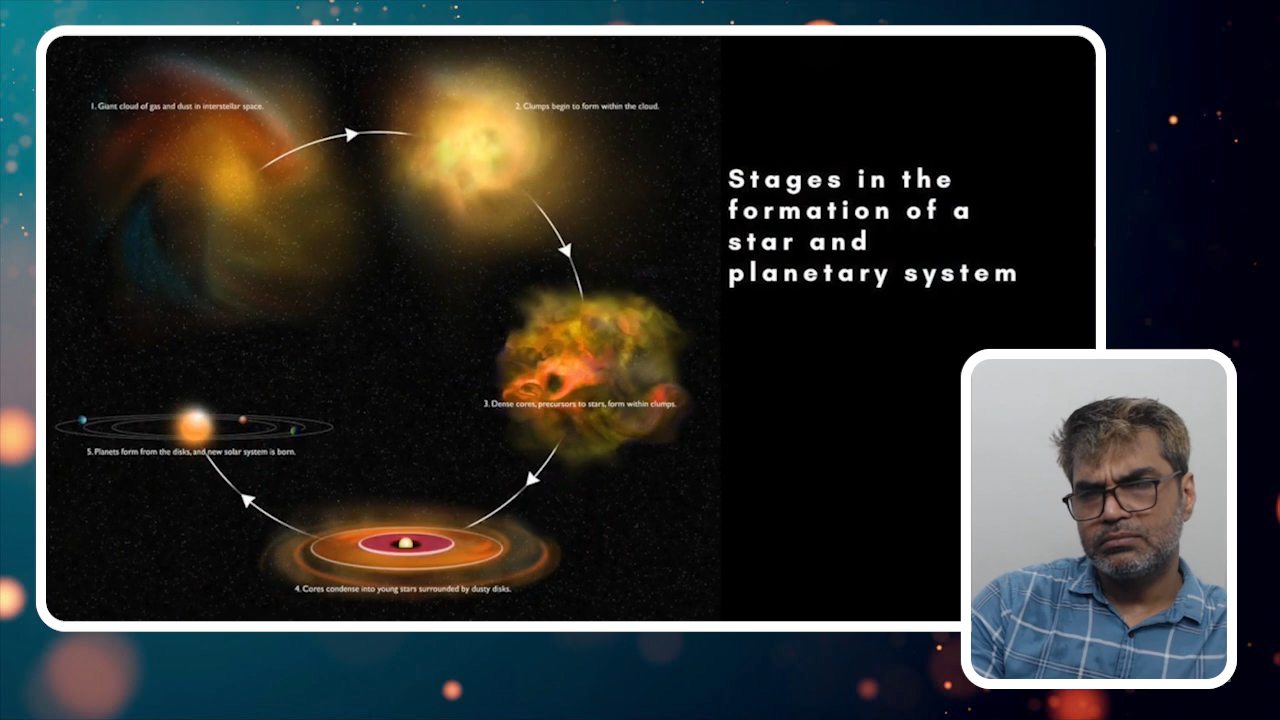 1. Giant cloud of gas and dust in interstellar space.
2. Clumps begin to form within the cloud.
Stages in the
formation of a
star and
planetary system
3. Dense cores, precursors to stars, form within clumps.
5. Planets form from the disks, and new solar system is born.
4. Cores condense into young stars surrounded by dusty disks.